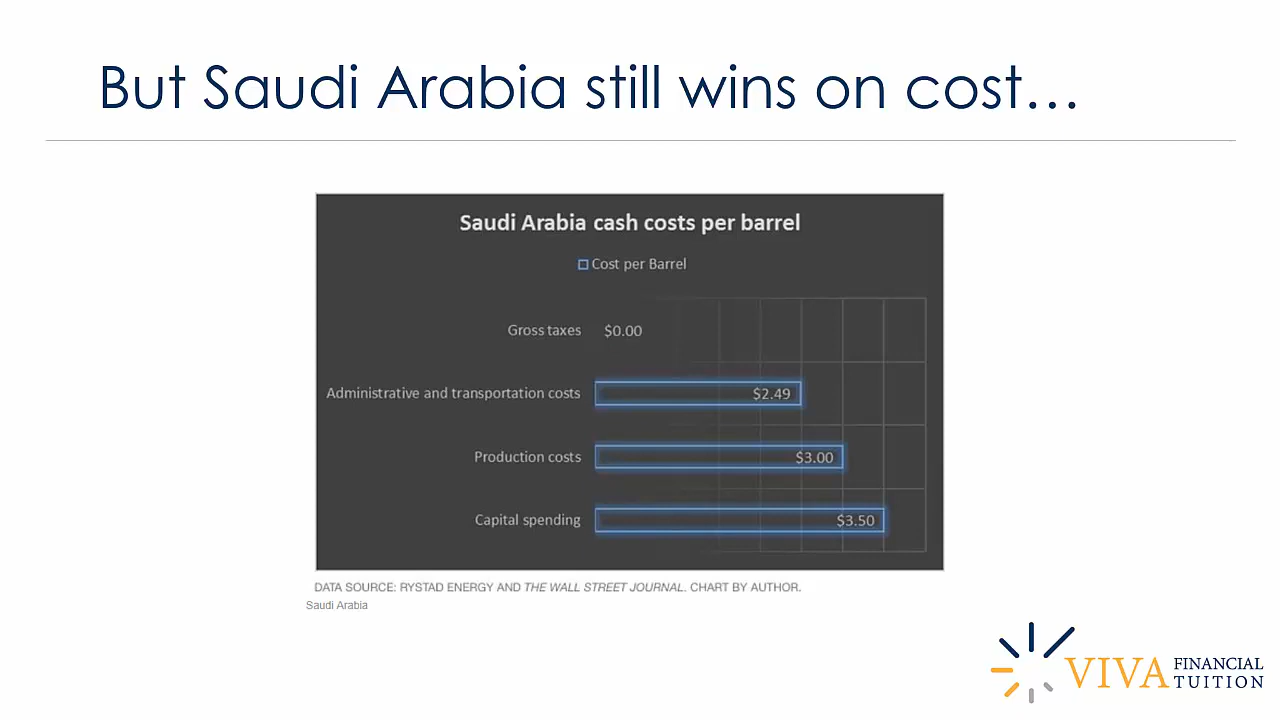 But Saudi Arabia still wins on cost…
Saudi Arabia cash costs per barrel
Cost per Barrel
Gross taxes $0.00
Administrative and transportation costs $2.49
Production costs $3.00
Capital spending $3.50
DATA SOURCE: RYSTAD ENERGY AND THE WALL STREET JOURNAL. CHART BY AUTHOR.
Saudi Arabia
VIVA FINANCIAL
TUITION